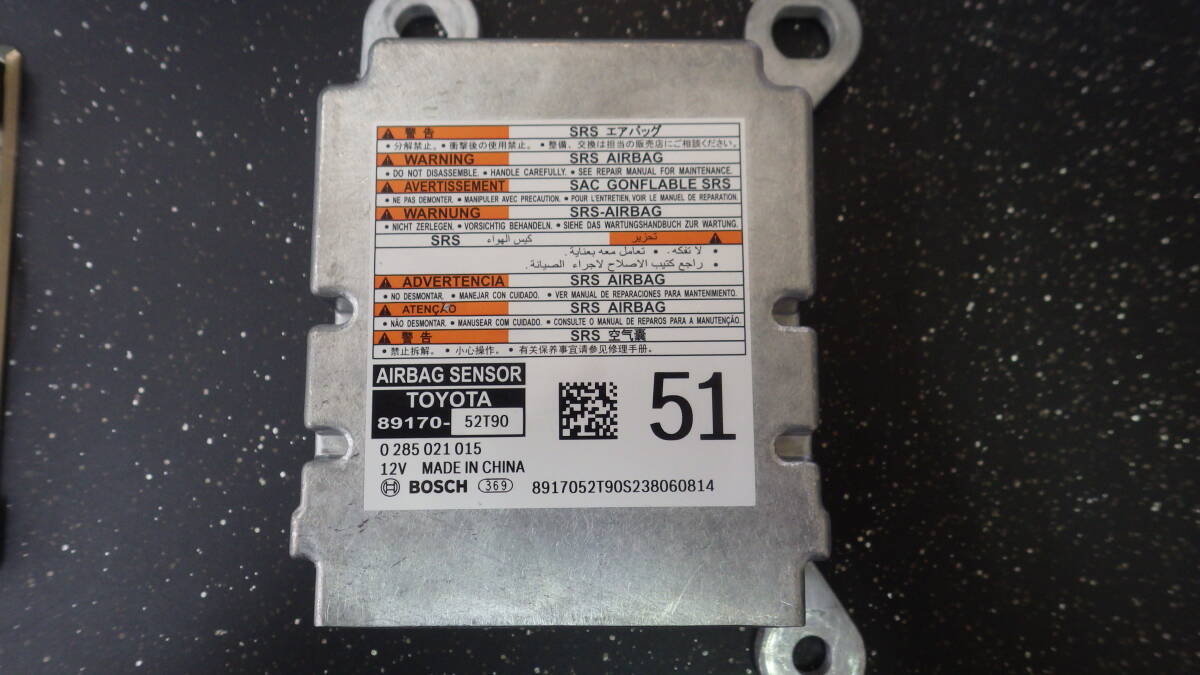 警告 SRS エアバッグ
• 分解禁止。• 衝撃後の使用禁止。• 整備、交換は担当の販売店にご相談ください。
WARNING SRS AIRBAG
• DO NOT DISASSEMBLE. • HANDLE CAREFULLY. • SEE REPAIR MANUAL FOR MAINTENANCE.
AVERTISSEMENT SAC GONFLABLE SRS
• NE PAS DEMONTER. • MANIPULER AVEC PRECAUTION. • POUR L'ENTRETIEN, VOIR LE MANUEL DE REPARATION.
WARNUNG SRS-AIRBAG
• NICHT ZERLEGEN. • VORSICHTIG BEHANDELN. • SIEHE DAS WARTUNGSHANDBUCH ZUR WARTUNG.
تحذير كيس الهواء SRS
• لا تفكه. • تعامل معه بعناية.
• راجع كتيب الاصلاح لاجراء الصيانة.
ADVERTENCIA SRS AIRBAG
• NO DESMONTAR. • MANEJAR CON CUIDADO. • VER MANUAL DE REPARACIONES PARA MANTENIMIENTO.
ATENÇÃO SRS AIRBAG
• NÃO DESMONTAR. • MANUSEAR COM CUIDADO. • CONSULTE O MANUAL DE REPAROS PARA A MANUTENÇÃO.
警告 SRS 空气囊
• 禁止拆解。 • 小心操作。 • 有关保养事宜请参见修理手册。
AIRBAG SENSOR
TOYOTA
89170- 52T90
51
0 285 021 015
12V MADE IN CHINA
BOSCH 369 8917052T90S238060814